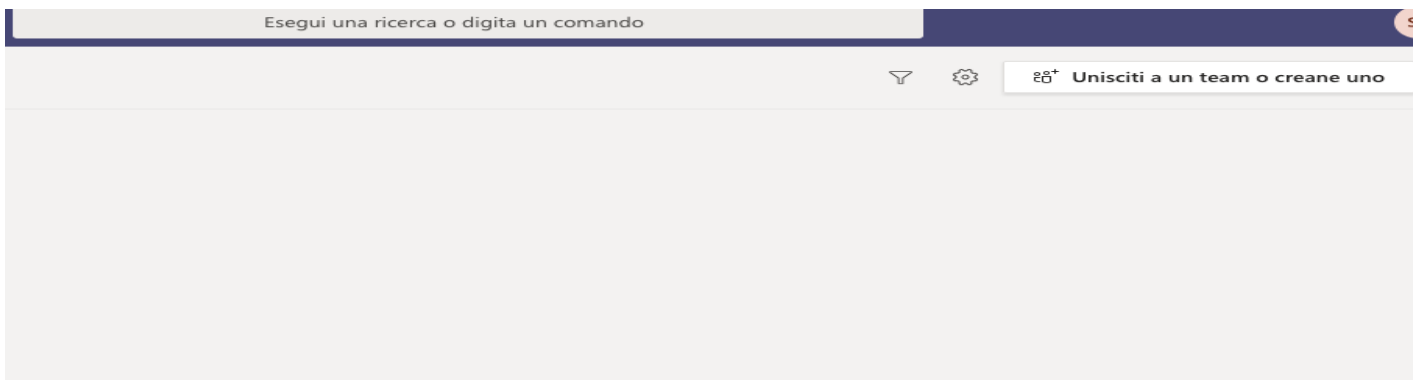 Esegui una ricerca o digita un comando
S
Unisciti a un team o creane uno